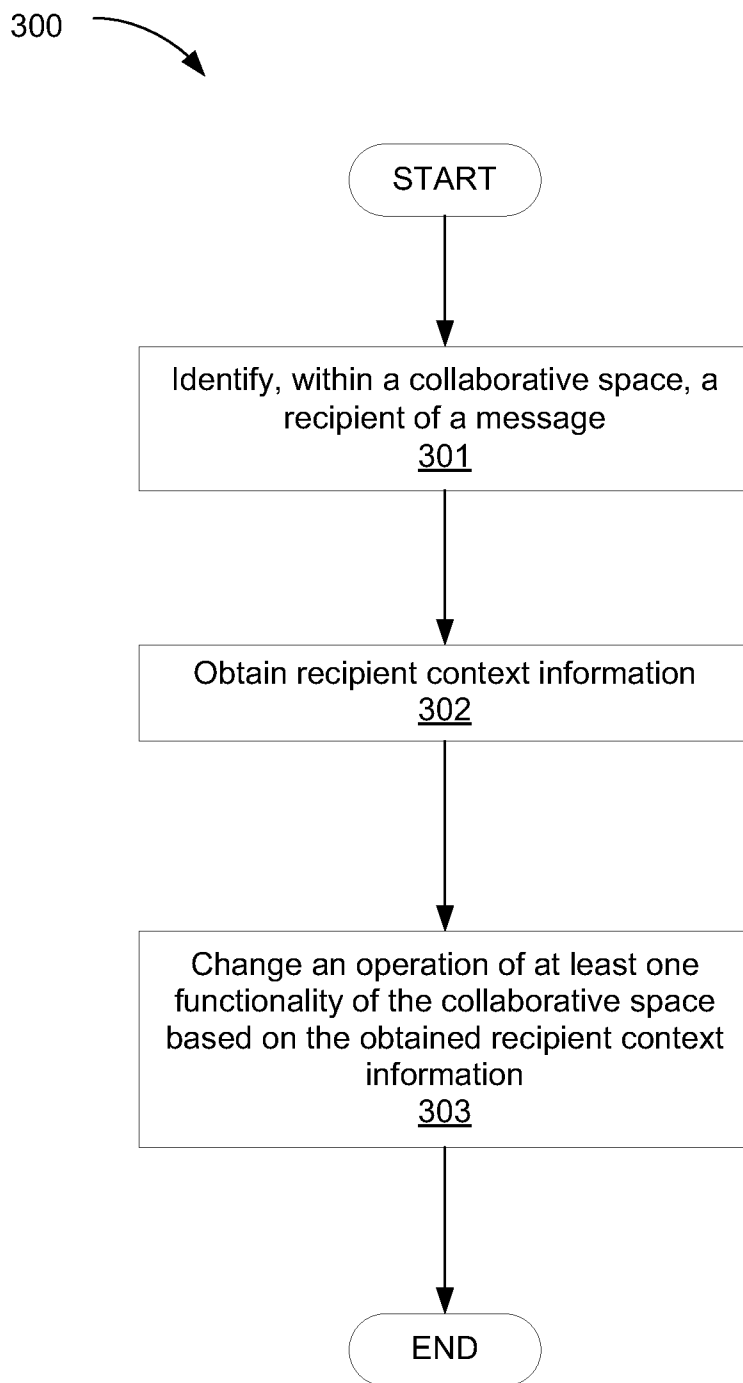 300
START
Identify, within a collaborative space, a
recipient of a message
301
Obtain recipient context information
302
Change an operation of at least one
functionality of the collaborative space
based on the obtained recipient context
information
303
END